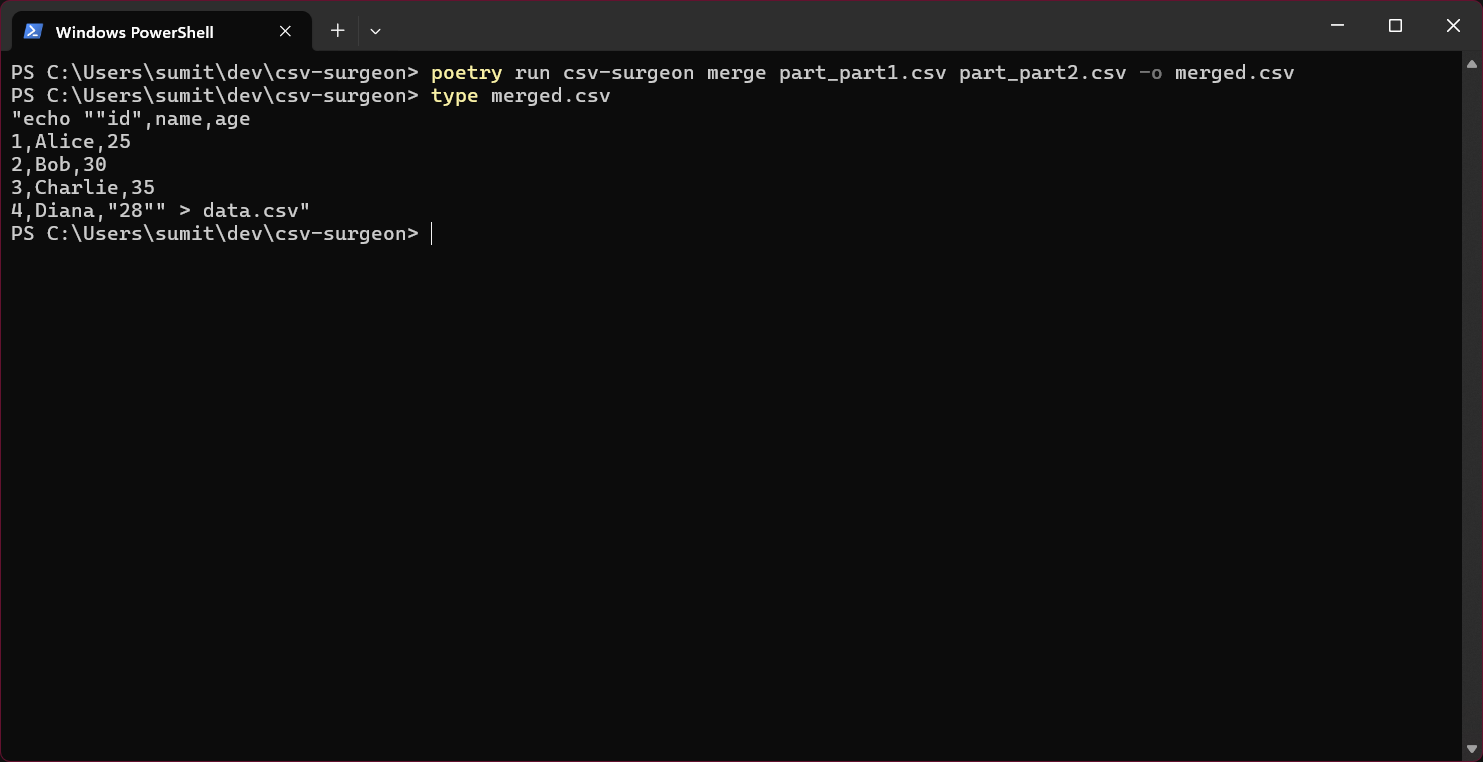 Windows PowerShell
PS C:\Users\sumit\dev\csv-surgeon> poetry run csv-surgeon merge part_part1.csv part_part2.csv -o merged.csv
PS C:\Users\sumit\dev\csv-surgeon> type merged.csv
"echo ""id",name,age
1,Alice,25
2,Bob,30
3,Charlie,35
4,Diana,"28"" > data.csv"
PS C:\Users\sumit\dev\csv-surgeon>